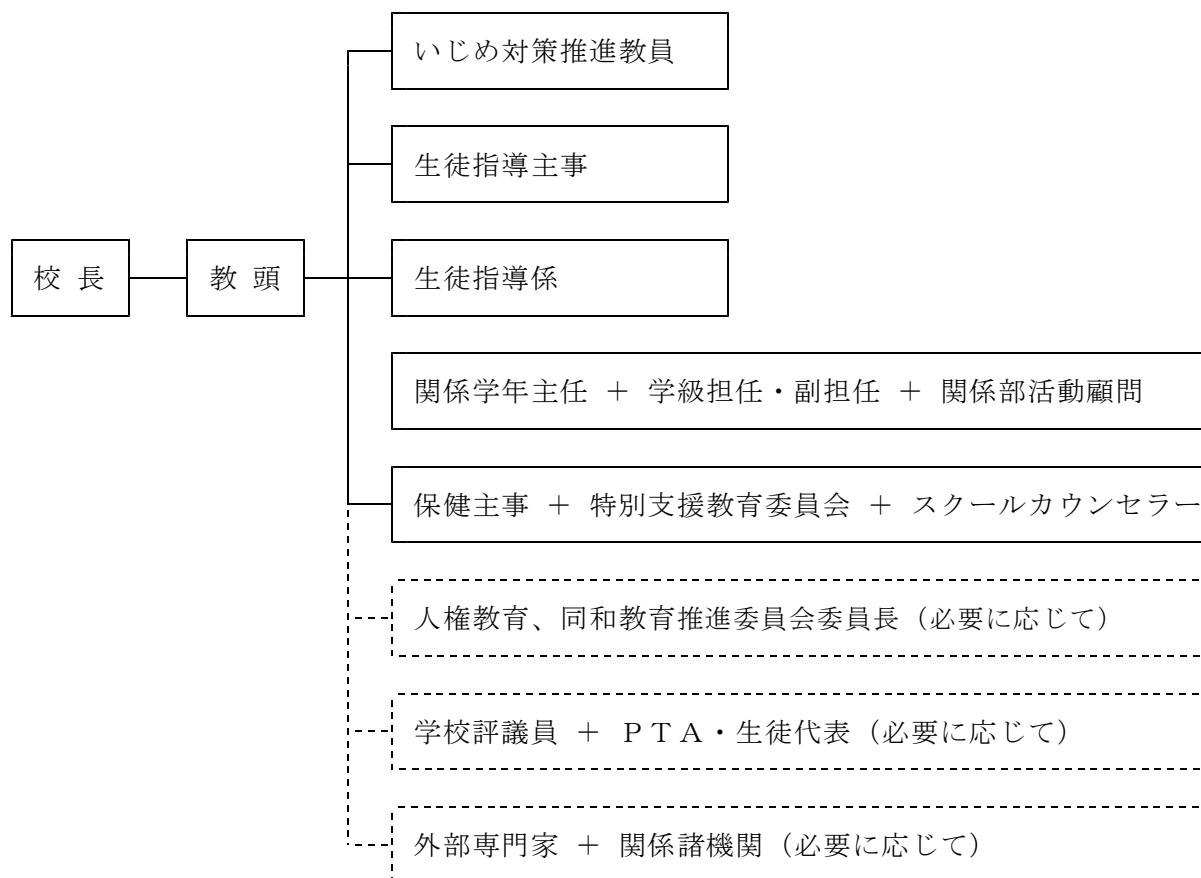 いじめ対策推進教員
生徒指導主事
校 長
教 頭
生徒指導係
関係学年主任 ＋ 学級担任・副担任 ＋ 関係部活動顧問
保健主事 ＋ 特別支援教育委員会 ＋ スクールカウンセラー
人権教育、同和教育推進委員会委員長（必要に応じて）
学校評議員 ＋ ＰＴＡ・生徒代表（必要に応じて）
外部専門家 ＋ 関係諸機関（必要に応じて）